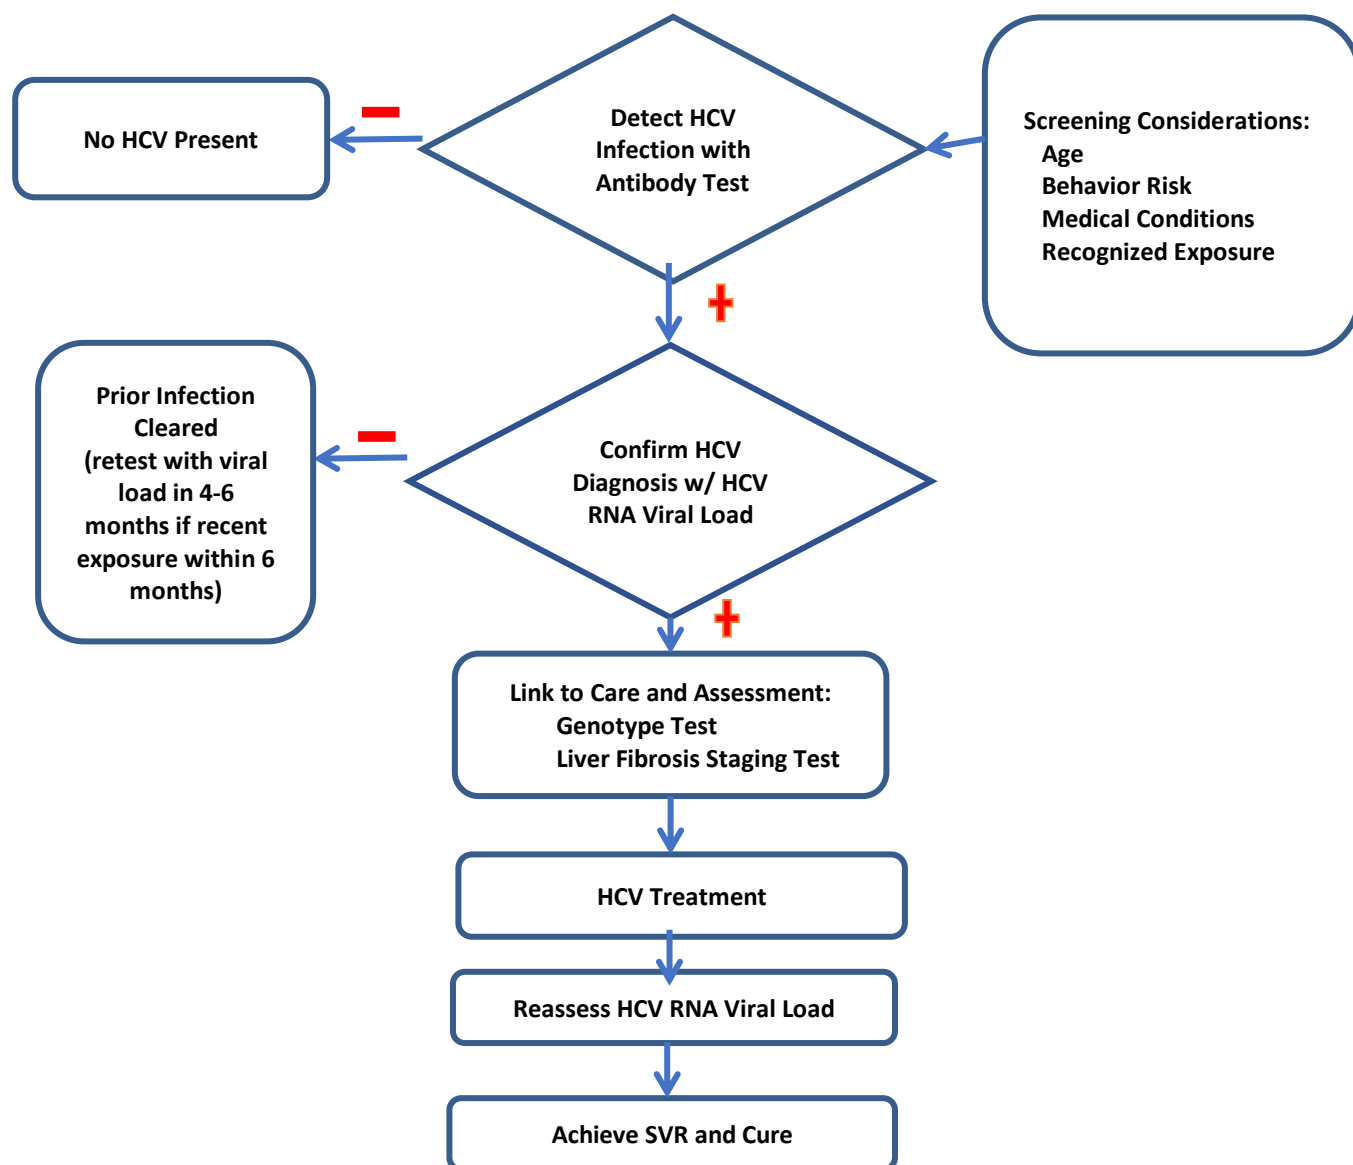 No HCV Present
Detect HCV
Infection with
Antibody Test
Screening Considerations:
Age
Behavior Risk
Medical Conditions
Recognized Exposure
Prior Infection
Cleared
(retest with viral
load in 4-6
months if recent
exposure within 6
months)
Confirm HCV
Diagnosis w/ HCV
RNA Viral Load
Link to Care and Assessment:
Genotype Test
Liver Fibrosis Staging Test
HCV Treatment
Reassess HCV RNA Viral Load
Achieve SVR and Cure